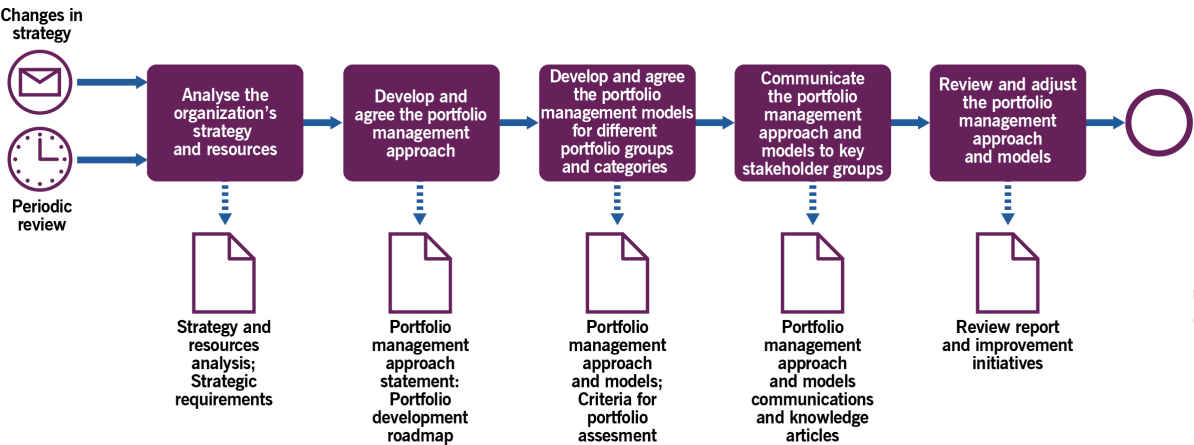 Changes in
strategy
Periodic
review
Analyse the
organization's
strategy
and resources
Develop and
agree the portfolio
management
approach
Develop and agree
the portfolio
management models
for different
portfolio groups
and categories
Communicate
the portfolio
management
approach and
models to key
stakeholder groups
Review and adjust
the portfolio
management
approach
and models
Strategy and
resources
analysis;
Strategic
requirements
Portfolio
management
approach
statement:
Portfolio
development
roadmap
Portfolio
management
approach
and models;
Criteria for
portfolio
assesment
Portfolio
management
approach
and models
communications
and knowledge
articles
Review report
and improvement
initiatives